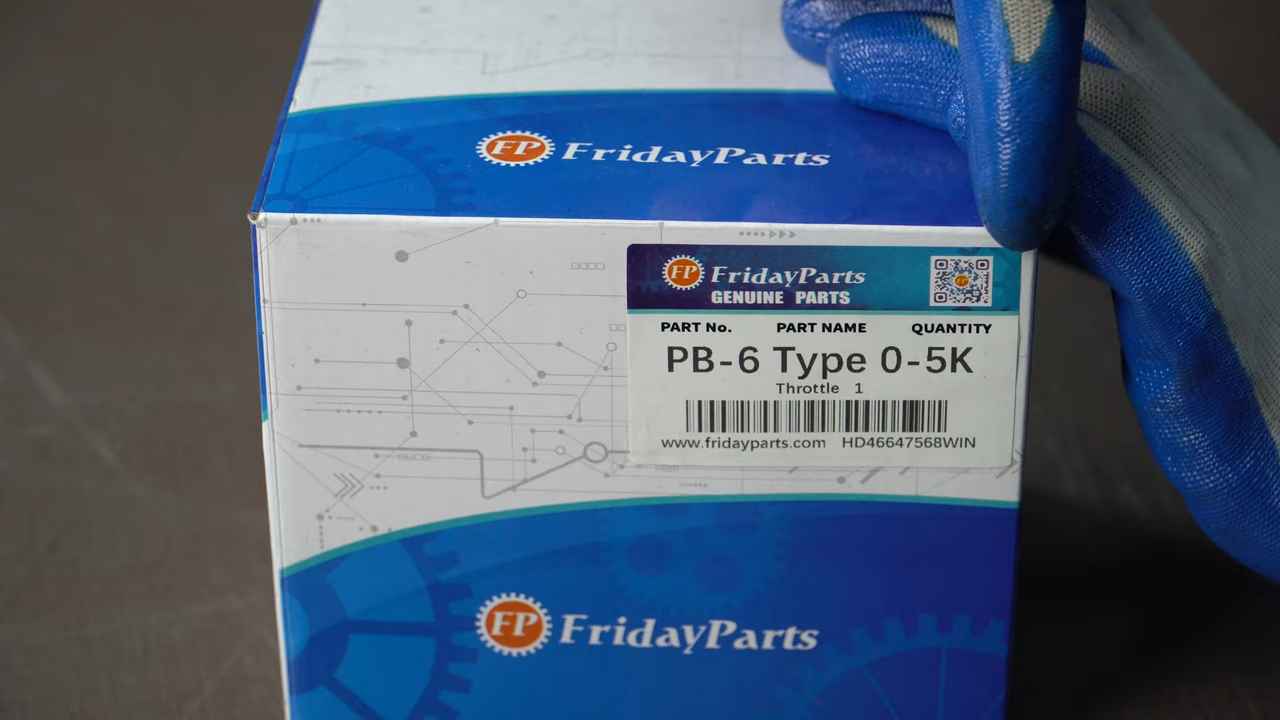 FP FridayParts
FP FridayParts
GENUINE PARTS
PART No. PART NAME QUANTITY
PB-6 Type 0-5K
Throttle 1
www.fridayparts.com HD46647568WIN
FP FridayParts